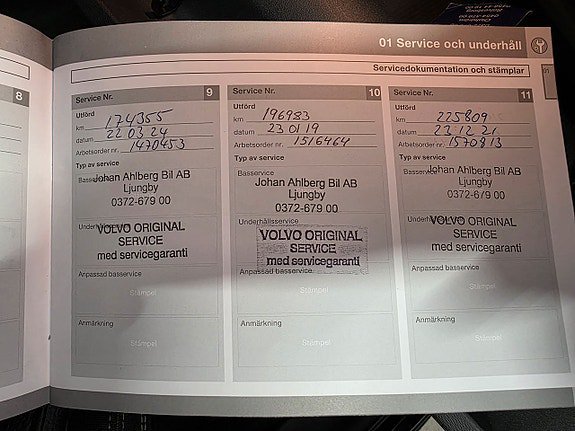 01 Service och underhåll
Servicedokumentation och stämplar
8
Service Nr. 9
Utförd
km 174355
datum 22 03 24
Arbetsorder nr. 1470453
Typ av service
Basservice
Johan Ahlberg Bil AB
Ljungby
0372-679 00
Underhållsservice
VOLVO ORIGINAL
SERVICE
med servicegaranti
Anpassad basservice
Stämpel
Anmärkning
Stämpel
Service Nr. 10
Utförd
km 196983
datum 23 01 19
Arbetsorder nr. 1516464
Typ av service
Basservice
Johan Ahlberg Bil AB
Ljungby
0372-679 00
Underhållsservice
VOLVO ORIGINAL
SERVICE
med servicegaranti
Anpassad basservice
Stämpel
Anmärkning
Stämpel
Service Nr. 11
Utförd
km 225809
datum 23 12 21
Arbetsorder nr. 1570813
Typ av service
Basservice
Johan Ahlberg Bil AB
Ljungby
0372-679 00
Underhållsservice
VOLVO ORIGINAL
SERVICE
med servicegaranti
Anpassad basservice
Stämpel
Anmärkning
Stämpel